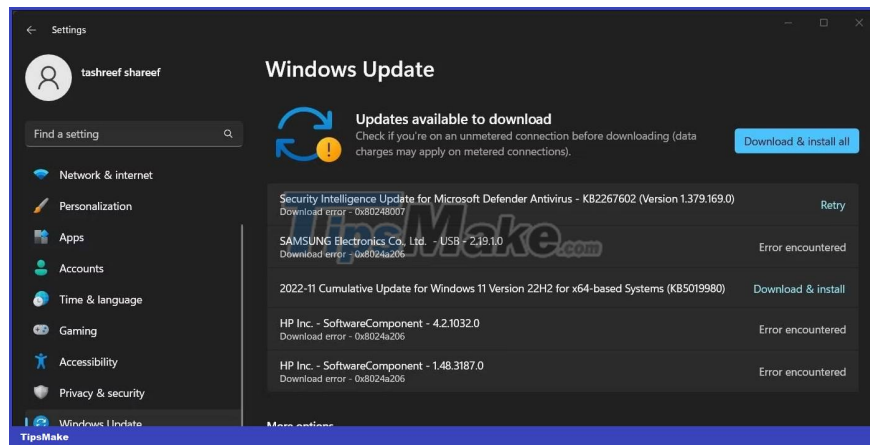 Settings
tashreef shareef
Find a setting
Network & internet
Personalization
Apps
Accounts
Time & language
Gaming
Accessibility
Privacy & security
Windows Update
Windows Update
Updates available to download
Check if you're on an unmetered connection before downloading (data
charges may apply on metered connections).
Download & install all
Security Intelligence Update for Microsoft Defender Antivirus - KB2267602 (Version 1.379.169.0)
Download error - 0x80248007
Retry
SAMSUNG Electronics Co., Ltd. - USB - 2,19.1.0
Download error - 0x8024a206
Error encountered
2022-11 Cumulative Update for Windows 11 Version 22H2 for x64-based Systems (KB5019980)
Download & install
HP Inc. - SoftwareComponent - 4.2.1032.0
Download error - 0x8024a206
Error encountered
HP Inc. - SoftwareComponent - 1.48.3187.0
Download error - 0x8024a206
Error encountered
More options
TipsMake.com
TipsMake